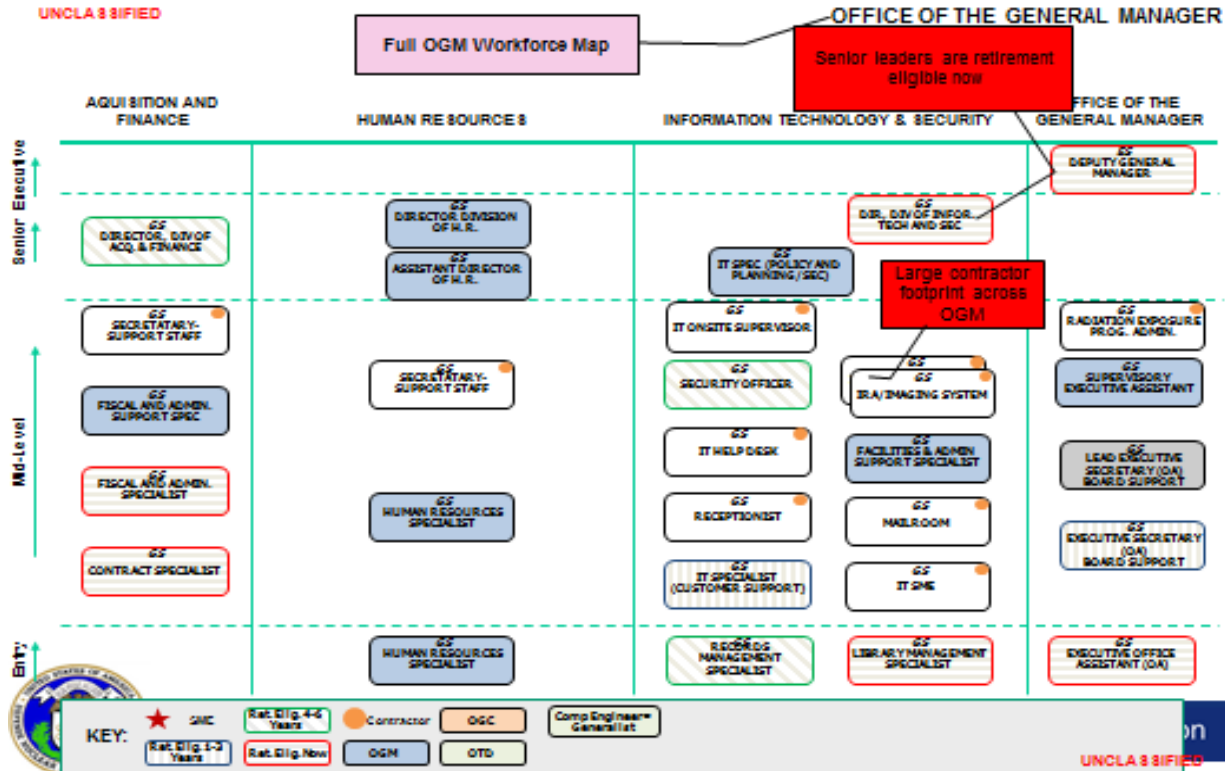 UNCLASSIFIED
OFFICE OF THE GENERAL MANAGER
Full OGM Workforce Map
Senior leaders are retirement
eligible now
AQUISITION AND
FINANCE
HUMAN RESOURCES
INFORMATION TECHNOLOGY & SECURITY
FFICE OF THE
GENERAL MANAGER
Executive
GS
DEPUTY GENERAL
MANAGER
Senior
GS
DIRECTOR, DIV OF
ACQ. & FINANCE
GS
DIRECTOR DIVISION
OF H.R.
GS
ASSISTANT DIRECTOR
OF H.R.
GS
DIR, DIV OF INFOR.
TECH AND SEC
GS
IT SPEC (POLICY AND
PLANNING / SEC)
Large contractor
footprint across
OGM
Mid-Level
GS
SECRETATARY-
SUPPORT STAFF
GS
FISCAL AND ADMIN.
SUPPORT SPEC
GS
FISCAL AND ADMIN.
SPECIALIST
GS
CONTRACT SPECIALIST
GS
SECRETATARY-
SUPPORT STAFF
GS
HUMAN RESOURCES
SPECIALIST
GS
IT ONSITE SUPERVISOR
GS
SECURITY OFFICER
GS
GS
IRA/IMAGING SYSTEM
GS
IT HELP DESK
GS
FACILITIES & ADMIN
SUPPORT SPECIALIST
GS
RECEPTIONIST
GS
MAILROOM
GS
IT SPECIALIST
(CUSTOMER SUPPORT)
GS
IT SME
GS
RADIATION EXPOSURE
PROG. ADMIN.
GS
SUPERVISORY
EXECUTIVE ASSISTANT
GS
LEAD EXECUTIVE
SECRETARY (OA)
BOARD SUPPORT
GS
EXECUTIVE SECRETARY
(OA)
BOARD SUPPORT
Entry
GS
HUMAN RESOURCES
SPECIALIST
GS
RECORDS
MANAGEMENT
SPECIALIST
GS
LIBRARY MANAGEMENT
SPECIALIST
GS
EXECUTIVE OFFICE
ASSISTANT (OA)
KEY:
SME
Ret. Elig. 4-6
Years
Contractor
OGC
Comp Engineer=
Generalist
Ret. Elig. 1-3
Years
Ret. Elig. Now
OGM
OTD
on
UNCLASSIFIED